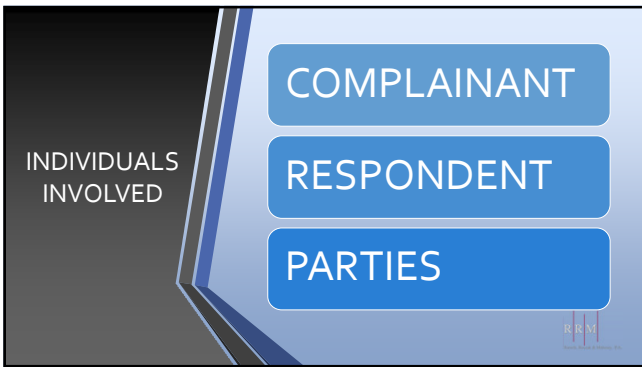 INDIVIDUALS
INVOLVED
COMPLAINANT
RESPONDENT
PARTIES
RRM